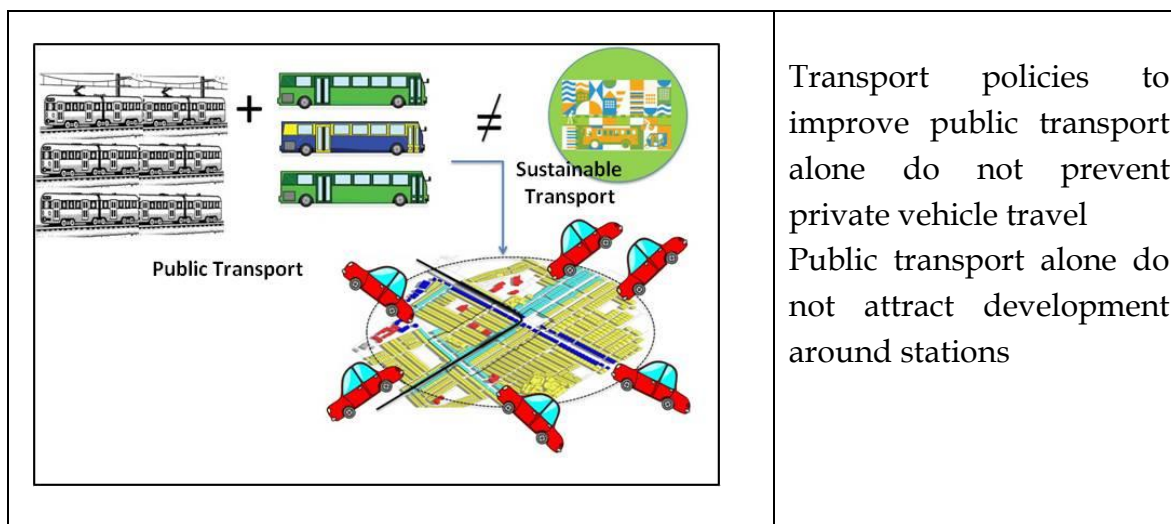 +
≠
Sustainable
Transport
Public Transport
Transport policies to
improve public transport
alone do not prevent
private vehicle travel
Public transport alone do
not attract development
around stations